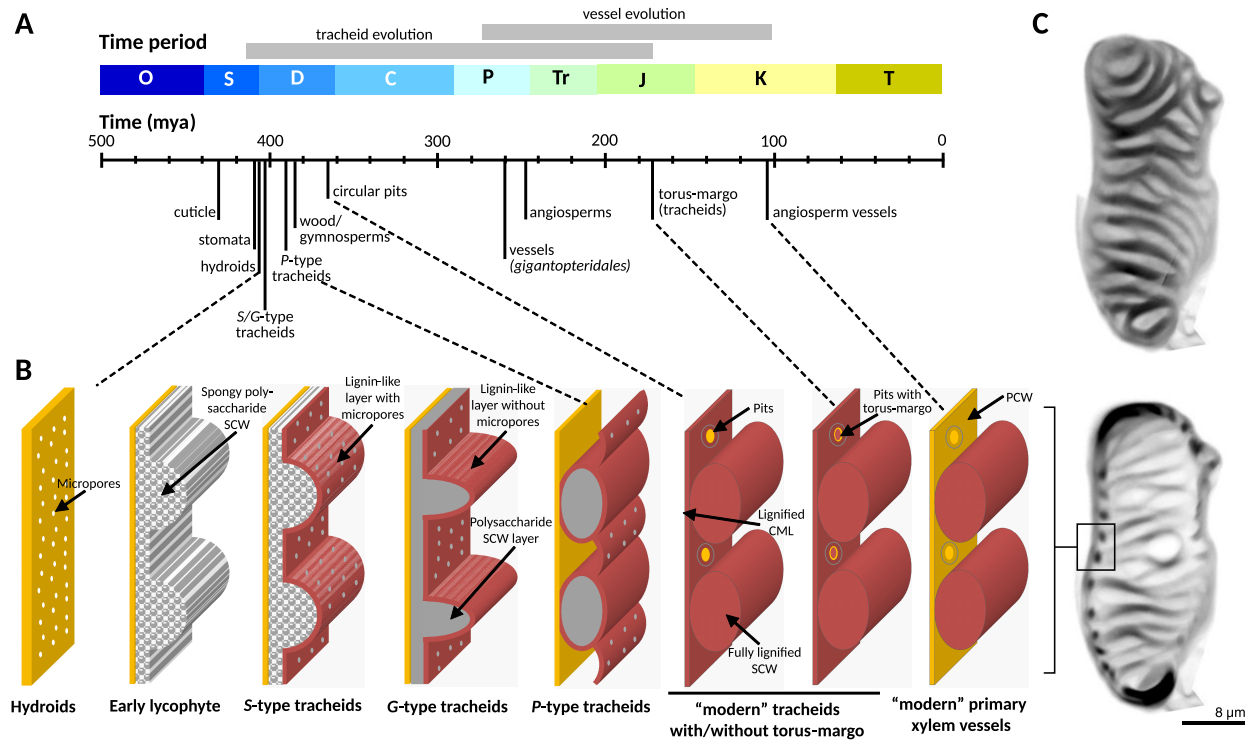 A
C
vessel evolution
tracheid evolution
Time period
O S D C P Tr J K T
Time (mya)
500 400 300 200 100 0
circular pits
cuticle
wood/
gymnosperms
angiosperms
torus-margo
(tracheids)
angiosperm vessels
stomata
hydroids
P-type
tracheids
vessels
(gigantopteridales)
S/G-type
tracheids
B
Spongy poly-
saccharide
SCW
Lignin-like
layer with
micropores
Lignin-like
layer without
micropores
Pits
Pits with
torus-margo
PCW
Micropores
Polysaccharide
SCW layer
Lignified
CML
Fully lignified
SCW
Hydroids
Early lycophyte
S-type tracheids
G-type tracheids
P-type tracheids
“modern” tracheids
with/without torus-margo
“modern” primary
xylem vessels
8 µm